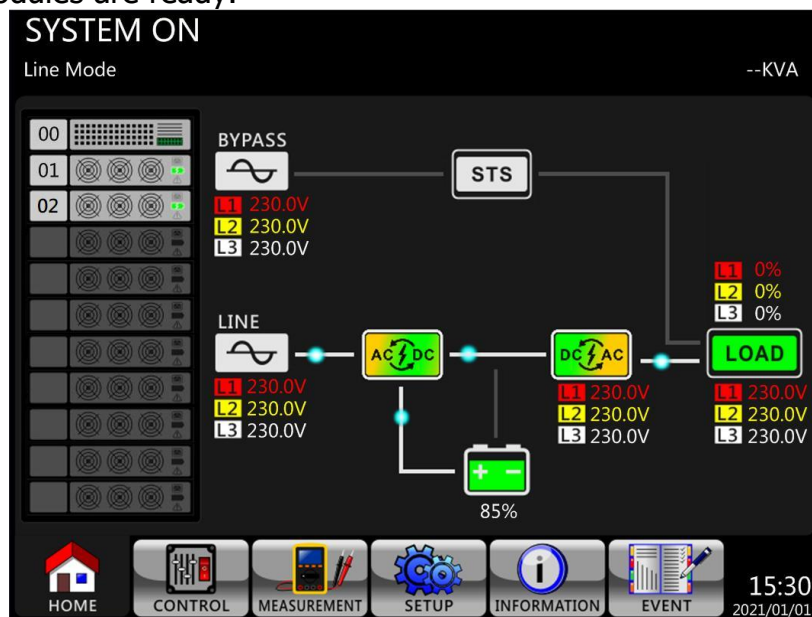 odules are ready.
SYSTEM ON
Line Mode
--KVA
00
01
02
BYPASS
L1 230.0V
L2 230.0V
L3 230.0V
STS
L1 0%
L2 0%
L3 0%
LINE
L1 230.0V
L2 230.0V
L3 230.0V
AC DC
DC AC
L1 230.0V
L2 230.0V
L3 230.0V
LOAD
L1 230.0V
L2 230.0V
L3 230.0V
+ −
85%
HOME
CONTROL
MEASUREMENT
SETUP
INFORMATION
EVENT
15:30
2021/01/01